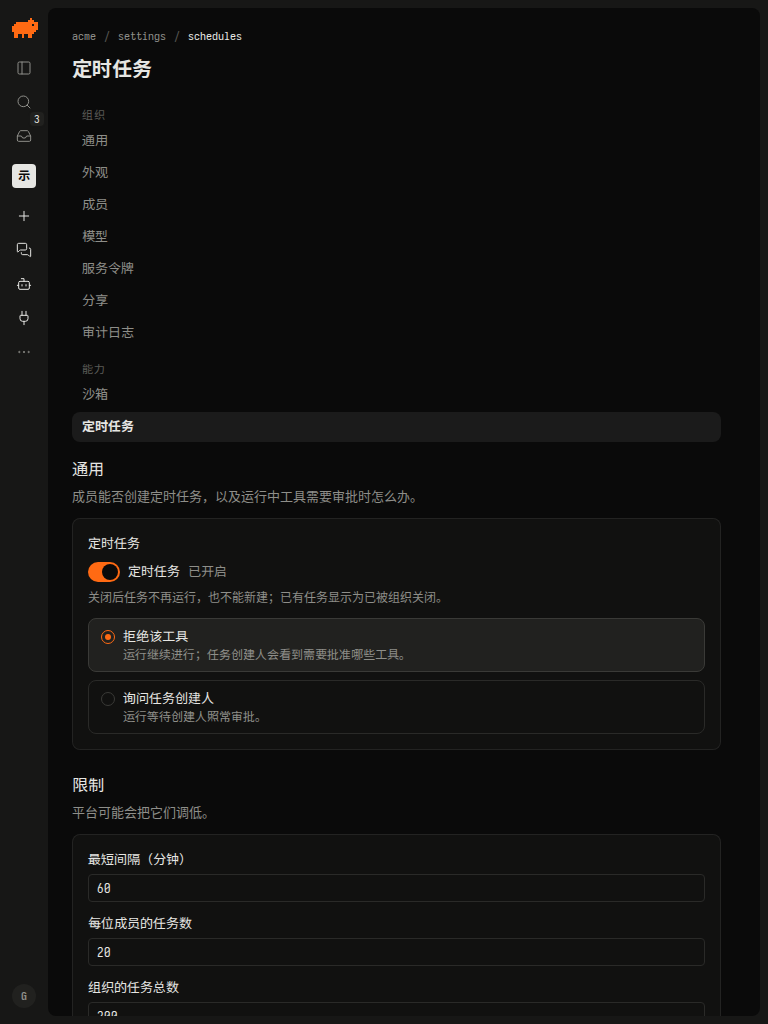 acme / settings / schedules
定时任务
3
示
组织
通用
外观
成员
模型
服务令牌
分享
审计日志
能力
沙箱
定时任务
通用
成员能否创建定时任务，以及运行中工具需要审批时怎么办。
定时任务
定时任务 已开启
关闭后任务不再运行，也不能新建；已有任务显示为已被组织关闭。
拒绝该工具
运行继续进行；任务创建人会看到需要批准哪些工具。
询问任务创建人
运行等待创建人照常审批。
限制
平台可能会把它们调低。
最短间隔（分钟）
60
每位成员的任务数
20
组织的任务总数
200
G